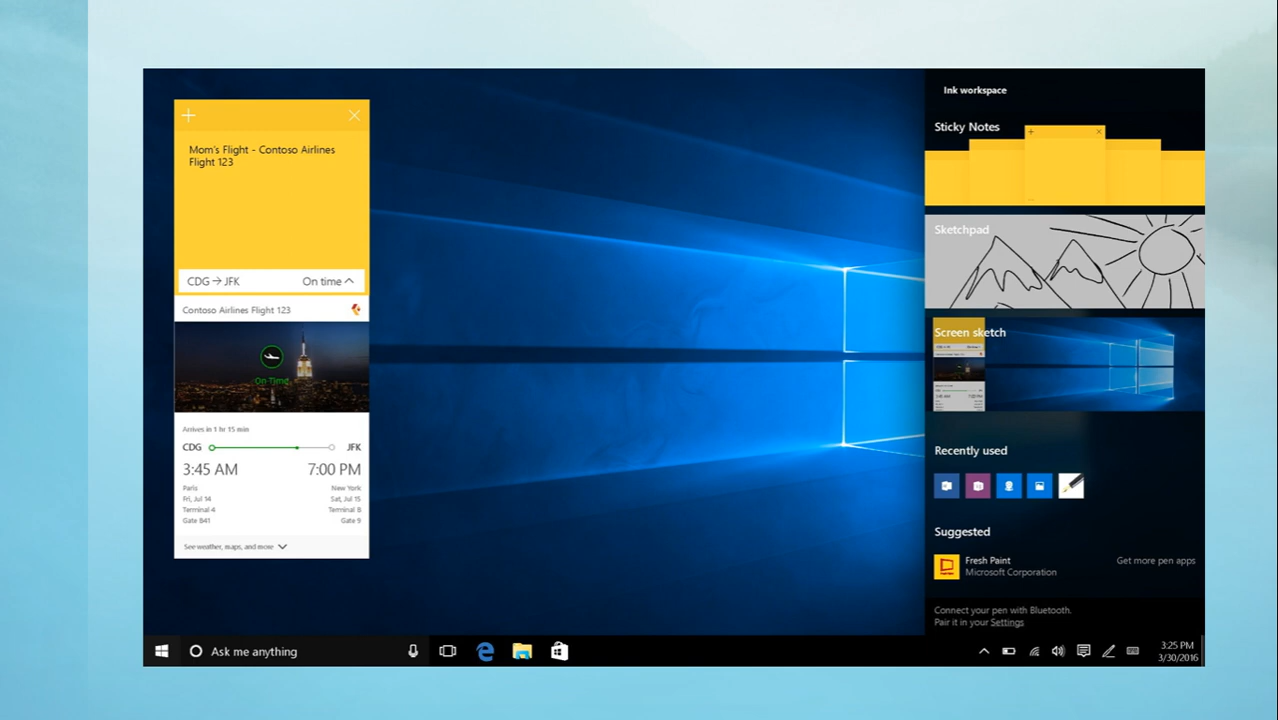 Mom's Flight - Contoso Airlines
Flight 123
CDG → JFK On time
Contoso Airlines Flight 123
On Time
Arrives in 1 hr 15 min
CDG JFK
3:45 AM 7:00 PM
Paris New York
Fri, Jul 14 Sat, Jul 15
Terminal 4 Terminal 8
Gate B41 Gate 9
See weather, maps, and more
Ink workspace
Sticky Notes
Sketchpad
Screen sketch
Recently used
Suggested
Fresh Paint
Microsoft Corporation
Get more pen apps
Connect your pen with Bluetooth.
Pair it in your Settings
Ask me anything
3:25 PM
3/30/2016